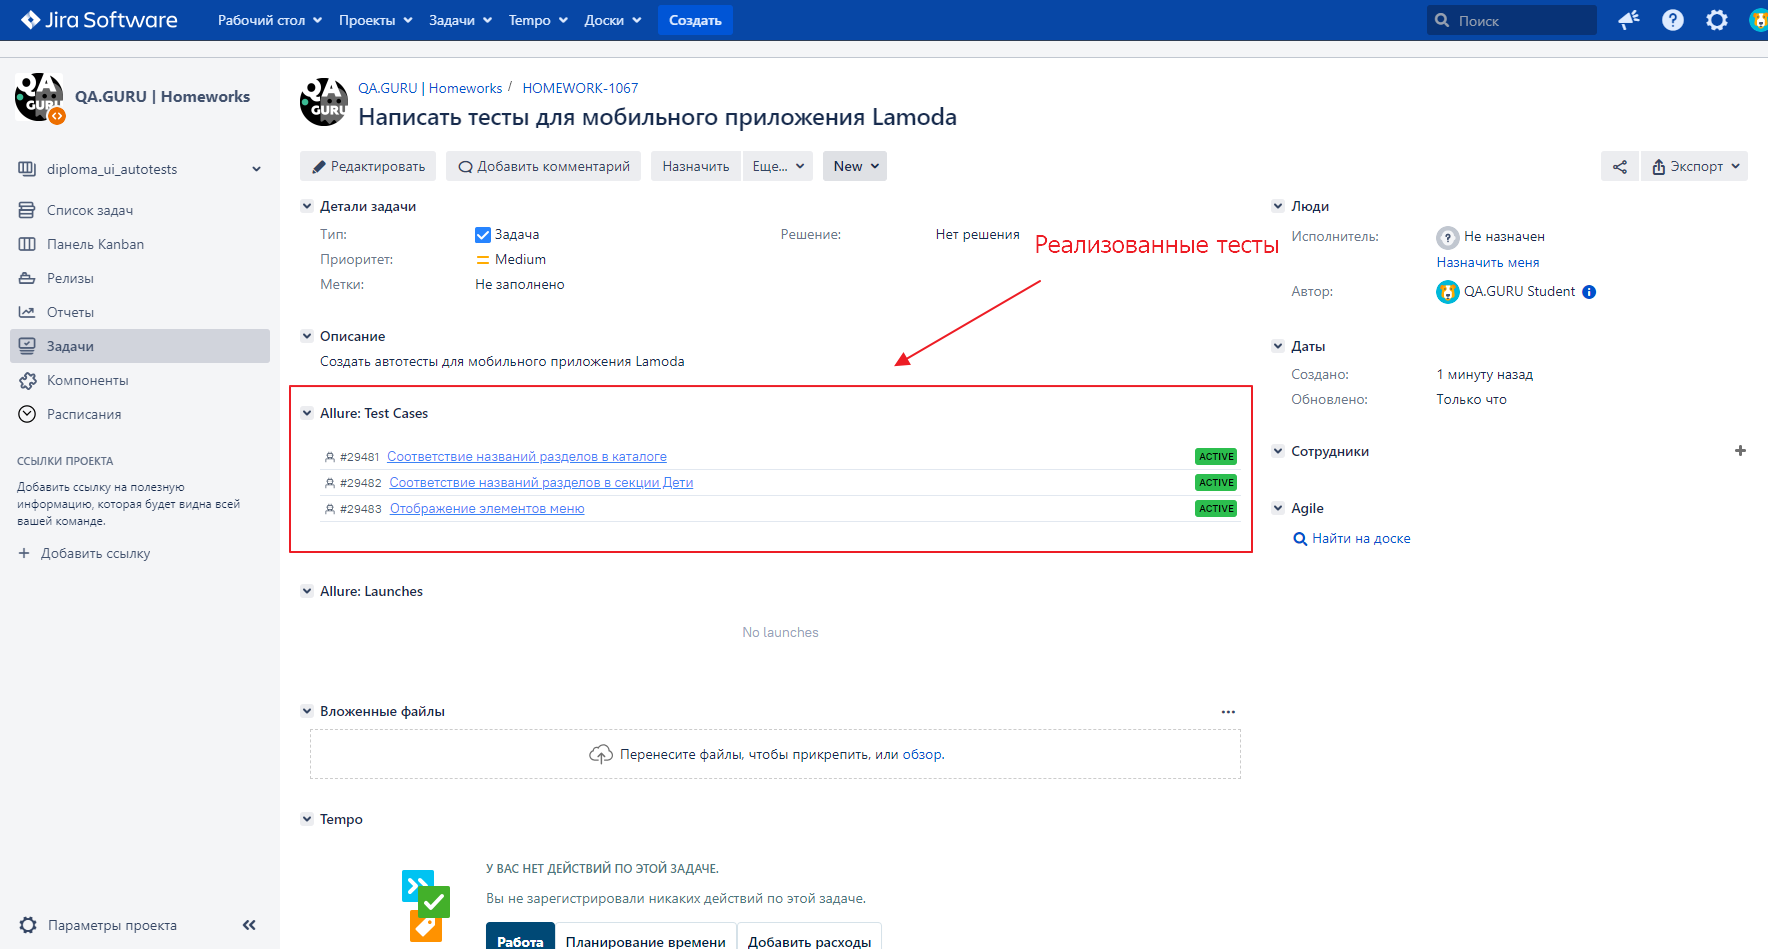 Jira Software
Рабочий стол
Проекты
Задачи
Tempo
Доски
Создать
Поиск
QA.GURU | Homeworks
diploma_ui_autotests
Список задач
Панель Kanban
Релизы
Отчеты
Задачи
Компоненты
Расписания
ССЫЛКИ ПРОЕКТА
Добавить ссылку на полезную
информацию, которая будет видна всей
вашей команде.
+ Добавить ссылку
Параметры проекта
QA
GURU
QA
GURU
QA.GURU | Homeworks / HOMEWORK-1067
Написать тесты для мобильного приложения Lamoda
Редактировать
Добавить комментарий
Назначить
Еще...
New
Экспорт
Детали задачи
Тип: Задача
Решение: Нет решения
Приоритет: Medium
Метки: Не заполнено
Реализованные тесты
Описание
Создать автотесты для мобильного приложения Lamoda
Allure: Test Cases
#29481 Соответствие названий разделов в каталоге ACTIVE
#29482 Соответствие названий разделов в секции Дети ACTIVE
#29483 Отображение элементов меню ACTIVE
Allure: Launches
No launches
Вложенные файлы
Перенесите файлы, чтобы прикрепить, или обзор.
Tempo
У ВАС НЕТ ДЕЙСТВИЙ ПО ЭТОЙ ЗАДАЧЕ.
Вы не зарегистрировали никаких действий по этой задаче.
Работа
Планирование времени
Добавить расходы
Люди
Исполнитель: Не назначен
Назначить меня
Автор: QA.GURU Student
Даты
Создано: 1 минуту назад
Обновлено: Только что
Сотрудники
Agile
Найти на доске